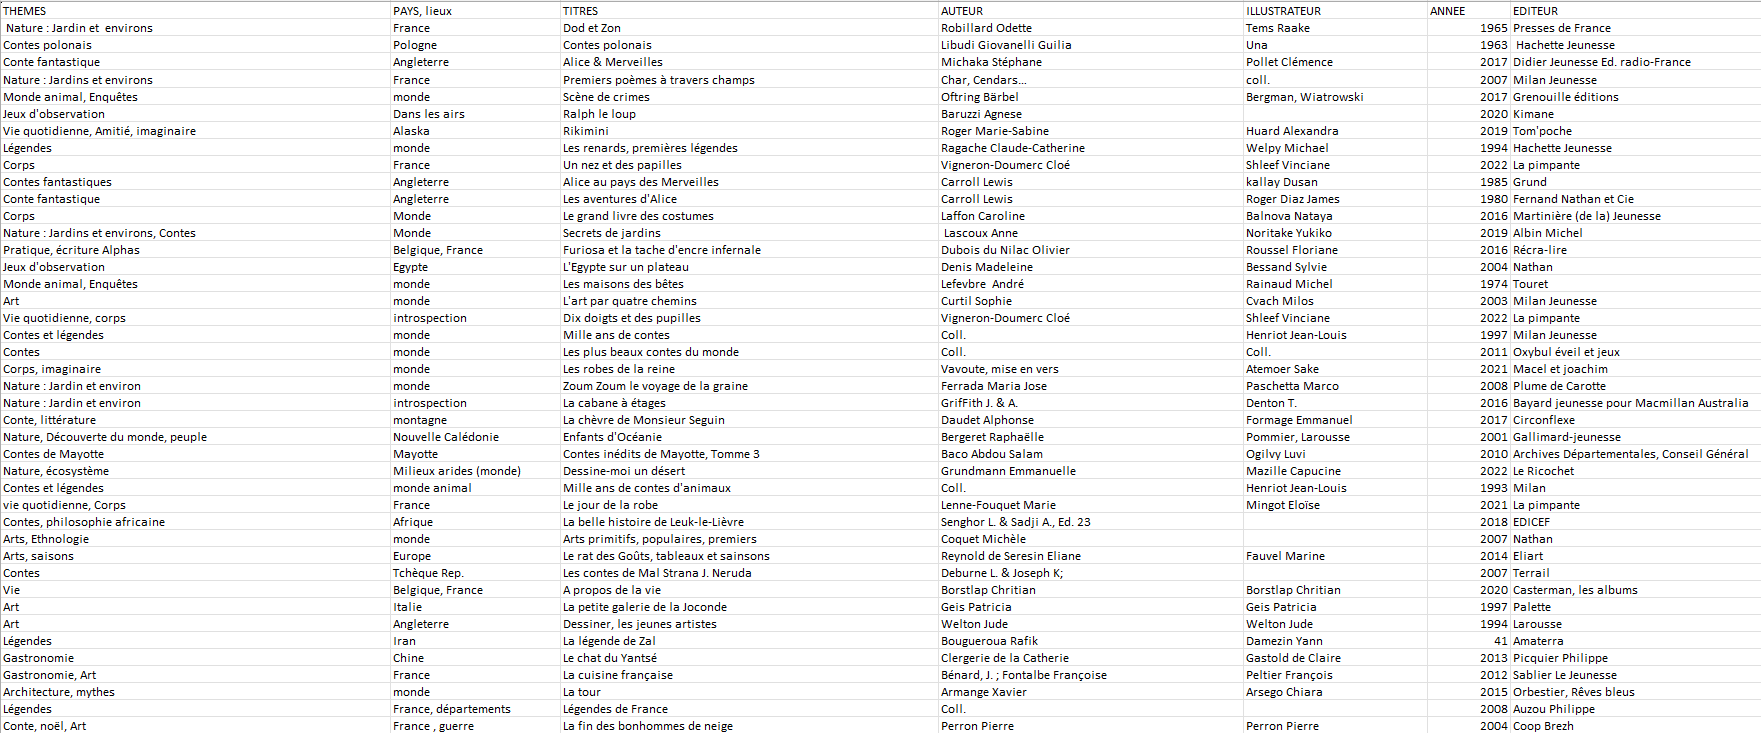 THEMES PAYS, lieux TITRES AUTEUR ILLUSTRATEUR ANNEE EDITEUR
Nature : Jardin et environs France Dod et Zon Robillard Odette Tems Raake 1965 Presses de France
Contes polonais Pologne Contes polonais Libudi Giovanelli Guilia Una 1963 Hachette Jeunesse
Conte fantastique Angleterre Alice & Merveilles Michaka Stéphane Pollet Clémence 2017 Didier Jeunesse Ed. radio-France
Nature : Jardins et environs France Premiers poèmes à travers champs Char, Cendars... coll. 2007 Milan Jeunesse
Monde animal, Enquêtes monde Scène de crimes Oftring Bärbel Bergman, Wiatrowski 2017 Grenouille éditions
Jeux d'observation Dans les airs Ralph le loup Baruzzi Agnese 2020 Kimane
Vie quotidienne, Amitié, imaginaire Alaska Rikimini Roger Marie-Sabine Huard Alexandra 2019 Tom'poche
Légendes monde Les renards, premières légendes Ragache Claude-Catherine Welpy Michael 1994 Hachette Jeunesse
Corps France Un nez et des papilles Vigneron-Doumerc Cloé Shleef Vinciane 2022 La pimpante
Contes fantastiques Angleterre Alice au pays des Merveilles Carroll Lewis kallay Dusan 1985 Grund
Conte fantastique Angleterre Les aventures d'Alice Carroll Lewis Roger Diaz James 1980 Fernand Nathan et Cie
Corps Monde Le grand livre des costumes Laffon Caroline Balnova Nataya 2016 Martinière (de la) Jeunesse
Nature : Jardins et environs, Contes Monde Secrets de jardins Lascoux Anne Noritake Yukiko 2019 Albin Michel
Pratique, écriture Alphas Belgique, France Furiosa et la tache d'encre infernale Dubois du Nilac Olivier Roussel Floriane 2016 Récra-lire
Jeux d'observation Egypte L'Egypte sur un plateau Denis Madeleine Bessand Sylvie 2004 Nathan
Monde animal, Enquêtes monde Les maisons des bêtes Lefevbre André Rainaud Michel 1974 Touret
Art monde L'art par quatre chemins Curtil Sophie Cvach Milos 2003 Milan Jeunesse
Vie quotidienne, corps introspection Dix doigts et des pupilles Vigneron-Doumerc Cloé Shleef Vinciane 2022 La pimpante
Contes et légendes monde Mille ans de contes Coll. Henriot Jean-Louis 1997 Milan Jeunesse
Contes monde Les plus beaux contes du monde Coll. Coll. 2011 Oxybul éveil et jeux
Corps, imaginaire monde Les robes de la reine Vavoute, mise en vers Atemoer Sake 2021 Macel et joachim
Nature : Jardin et environ monde Zoum Zoum le voyage de la graine Ferrada Maria Jose Paschetta Marco 2008 Plume de Carotte
Nature : Jardin et environ introspection La cabane à étages GrifFith J. & A. Denton T. 2016 Bayard jeunesse pour Macmillan Australia
Conte, littérature montagne La chèvre de Monsieur Seguin Daudet Alphonse Formage Emmanuel 2017 Circonflexe
Nature, Découverte du monde, peuple Nouvelle Calédonie Enfants d'Océanie Bergeret Raphaëlle Pommier, Larousse 2001 Gallimard-jeunesse
Contes de Mayotte Mayotte Contes inédits de Mayotte, Tomme 3 Baco Abdou Salam Ogilvy Luvi 2010 Archives Départementales, Conseil Général
Nature, écosystème Milieux arides (monde) Dessine-moi un désert Grundmann Emmanuelle Mazille Capucine 2022 Le Ricochet
Contes et légendes monde animal Mille ans de contes d'animaux Coll. Henriot Jean-Louis 1993 Milan
vie quotidienne, Corps France Le jour de la robe Lenne-Fouquet Marie Mingot Eloïse 2021 La pimpante
Contes, philosophie africaine Afrique La belle histoire de Leuk-le-Lièvre Senghor L. & Sadji A., Ed. 23 2018 EDICEF
Arts, Ethnologie monde Arts primitifs, populaires, premiers Coquet Michèle 2007 Nathan
Arts, saisons Europe Le rat des Goûts, tableaux et sainsons Reynold de Seresin Eliane Fauvel Marine 2014 Eliart
Contes Tchèque Rep. Les contes de Mal Strana J. Neruda Deburne L. & Joseph K; 2007 Terrail
Vie Belgique, France A propos de la vie Borstlap Chritian Borstlap Chritian 2020 Casterman, les albums
Art Italie La petite galerie de la Joconde Geis Patricia Geis Patricia 1997 Palette
Art Angleterre Dessiner, les jeunes artistes Welton Jude Welton Jude 1994 Larousse
Légendes Iran La légende de Zal Bougueroua Rafik Damezin Yann 41 Amaterra
Gastronomie Chine Le chat du Yantsé Clergerie de la Catherie Gastold de Claire 2013 Picquier Philippe
Gastronomie, Art France La cuisine française Bénard, J. ; Fontalbe Françoise Peltier François 2012 Sablier Le Jeunesse
Architecture, mythes monde La tour Armange Xavier Arsego Chiara 2015 Orbestier, Rêves bleus
Légendes France, départements Légendes de France Coll. 2008 Auzou Philippe
Conte, noël, Art France , guerre La fin des bonhommes de neige Perron Pierre Perron Pierre 2004 Coop Brezh